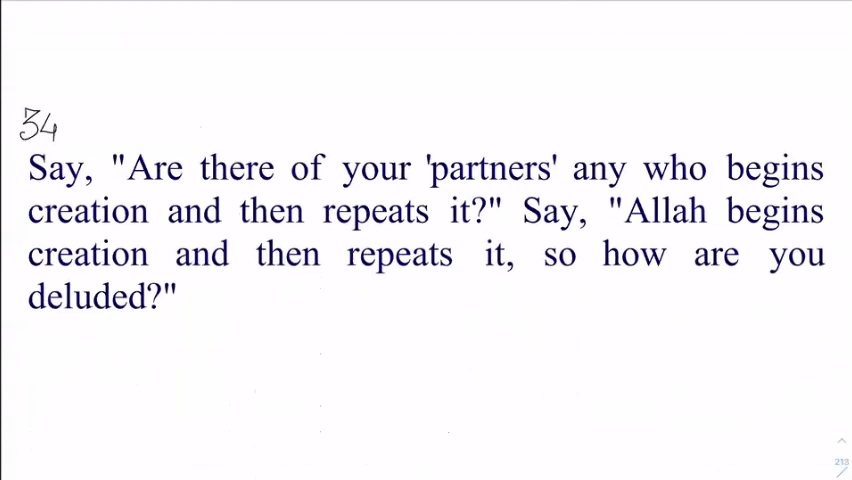 34
Say, "Are there of your 'partners' any who begins
creation and then repeats it?" Say, "Allah begins
creation and then repeats it, so how are you
deluded?"
213